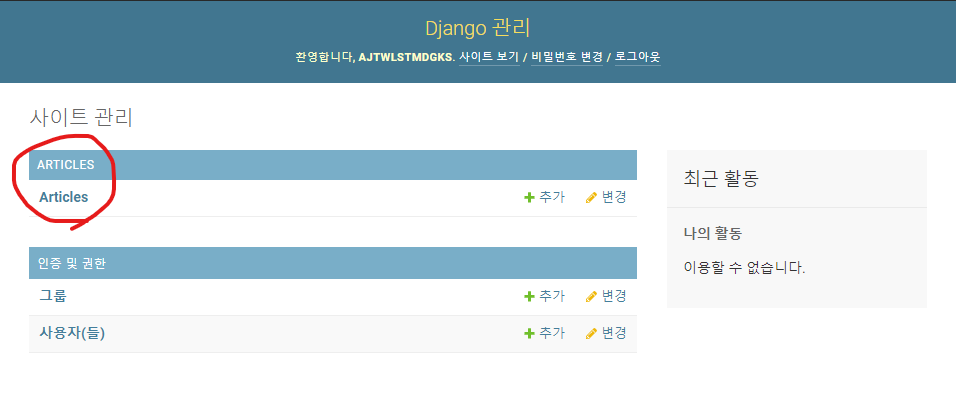 Django 관리
환영합니다, AJTWLSTMDGKS. 사이트 보기 / 비밀번호 변경 / 로그아웃
사이트 관리
ARTICLES
Articles 추가 변경
인증 및 권한
그룹 추가 변경
사용자(들) 추가 변경
최근 활동
나의 활동
이용할 수 없습니다.